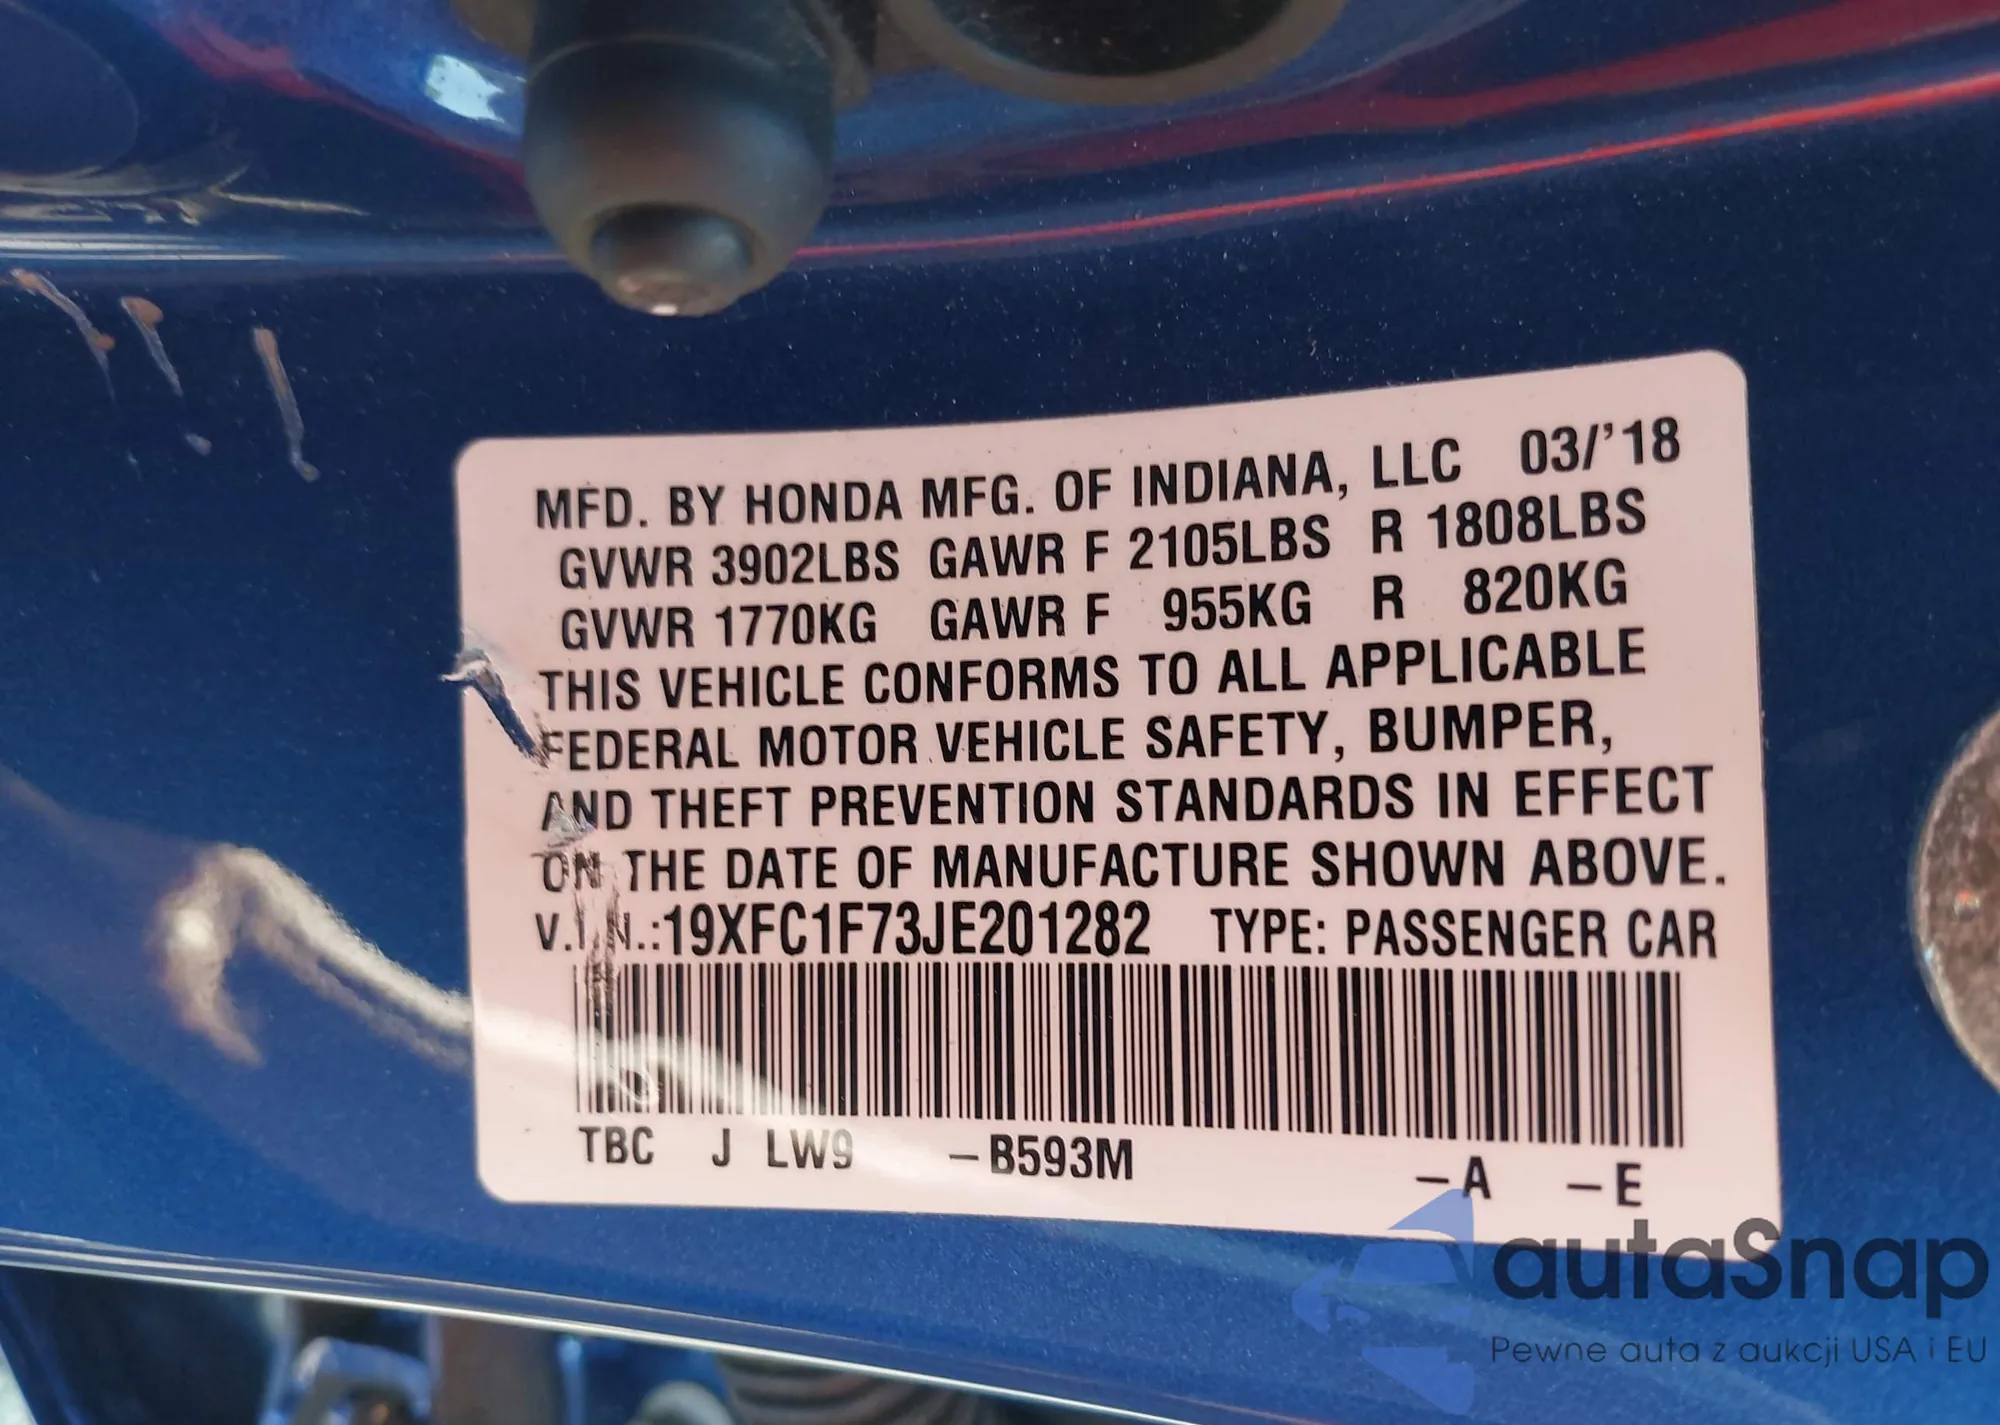 MFD. BY HONDA MFG. OF INDIANA, LLC 03/'18
GVWR 3902LBS GAWR F 2105LBS R 1808LBS
GVWR 1770KG GAWR F 955KG R 820KG
THIS VEHICLE CONFORMS TO ALL APPLICABLE
FEDERAL MOTOR VEHICLE SAFETY, BUMPER,
AND THEFT PREVENTION STANDARDS IN EFFECT
ON THE DATE OF MANUFACTURE SHOWN ABOVE.
V.I.N.:19XFC1F73JE201282 TYPE: PASSENGER CAR
TBC J LW9 –B593M –A –E
autaSnap
Pewne auta z aukcji USA i EU